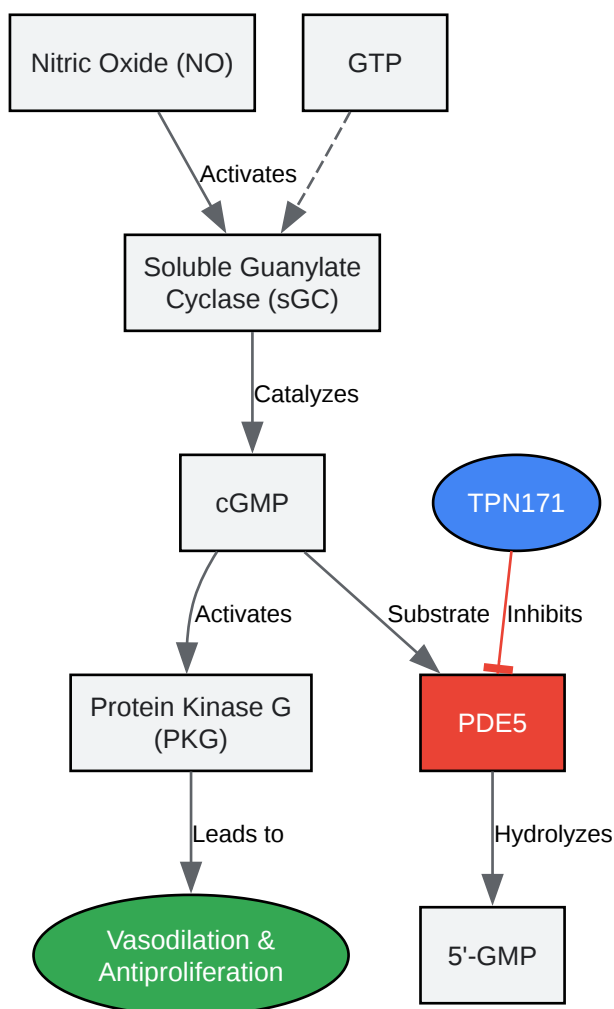 Nitric Oxide (NO)
GTP
Activates
Soluble Guanylate
Cyclase (sGC)
Catalyzes
cGMP
TPN171
Activates
Substrate
Inhibits
Protein Kinase G
(PKG)
PDE5
Leads to
Hydrolyzes
Vasodilation &
Antiproliferation
5'-GMP